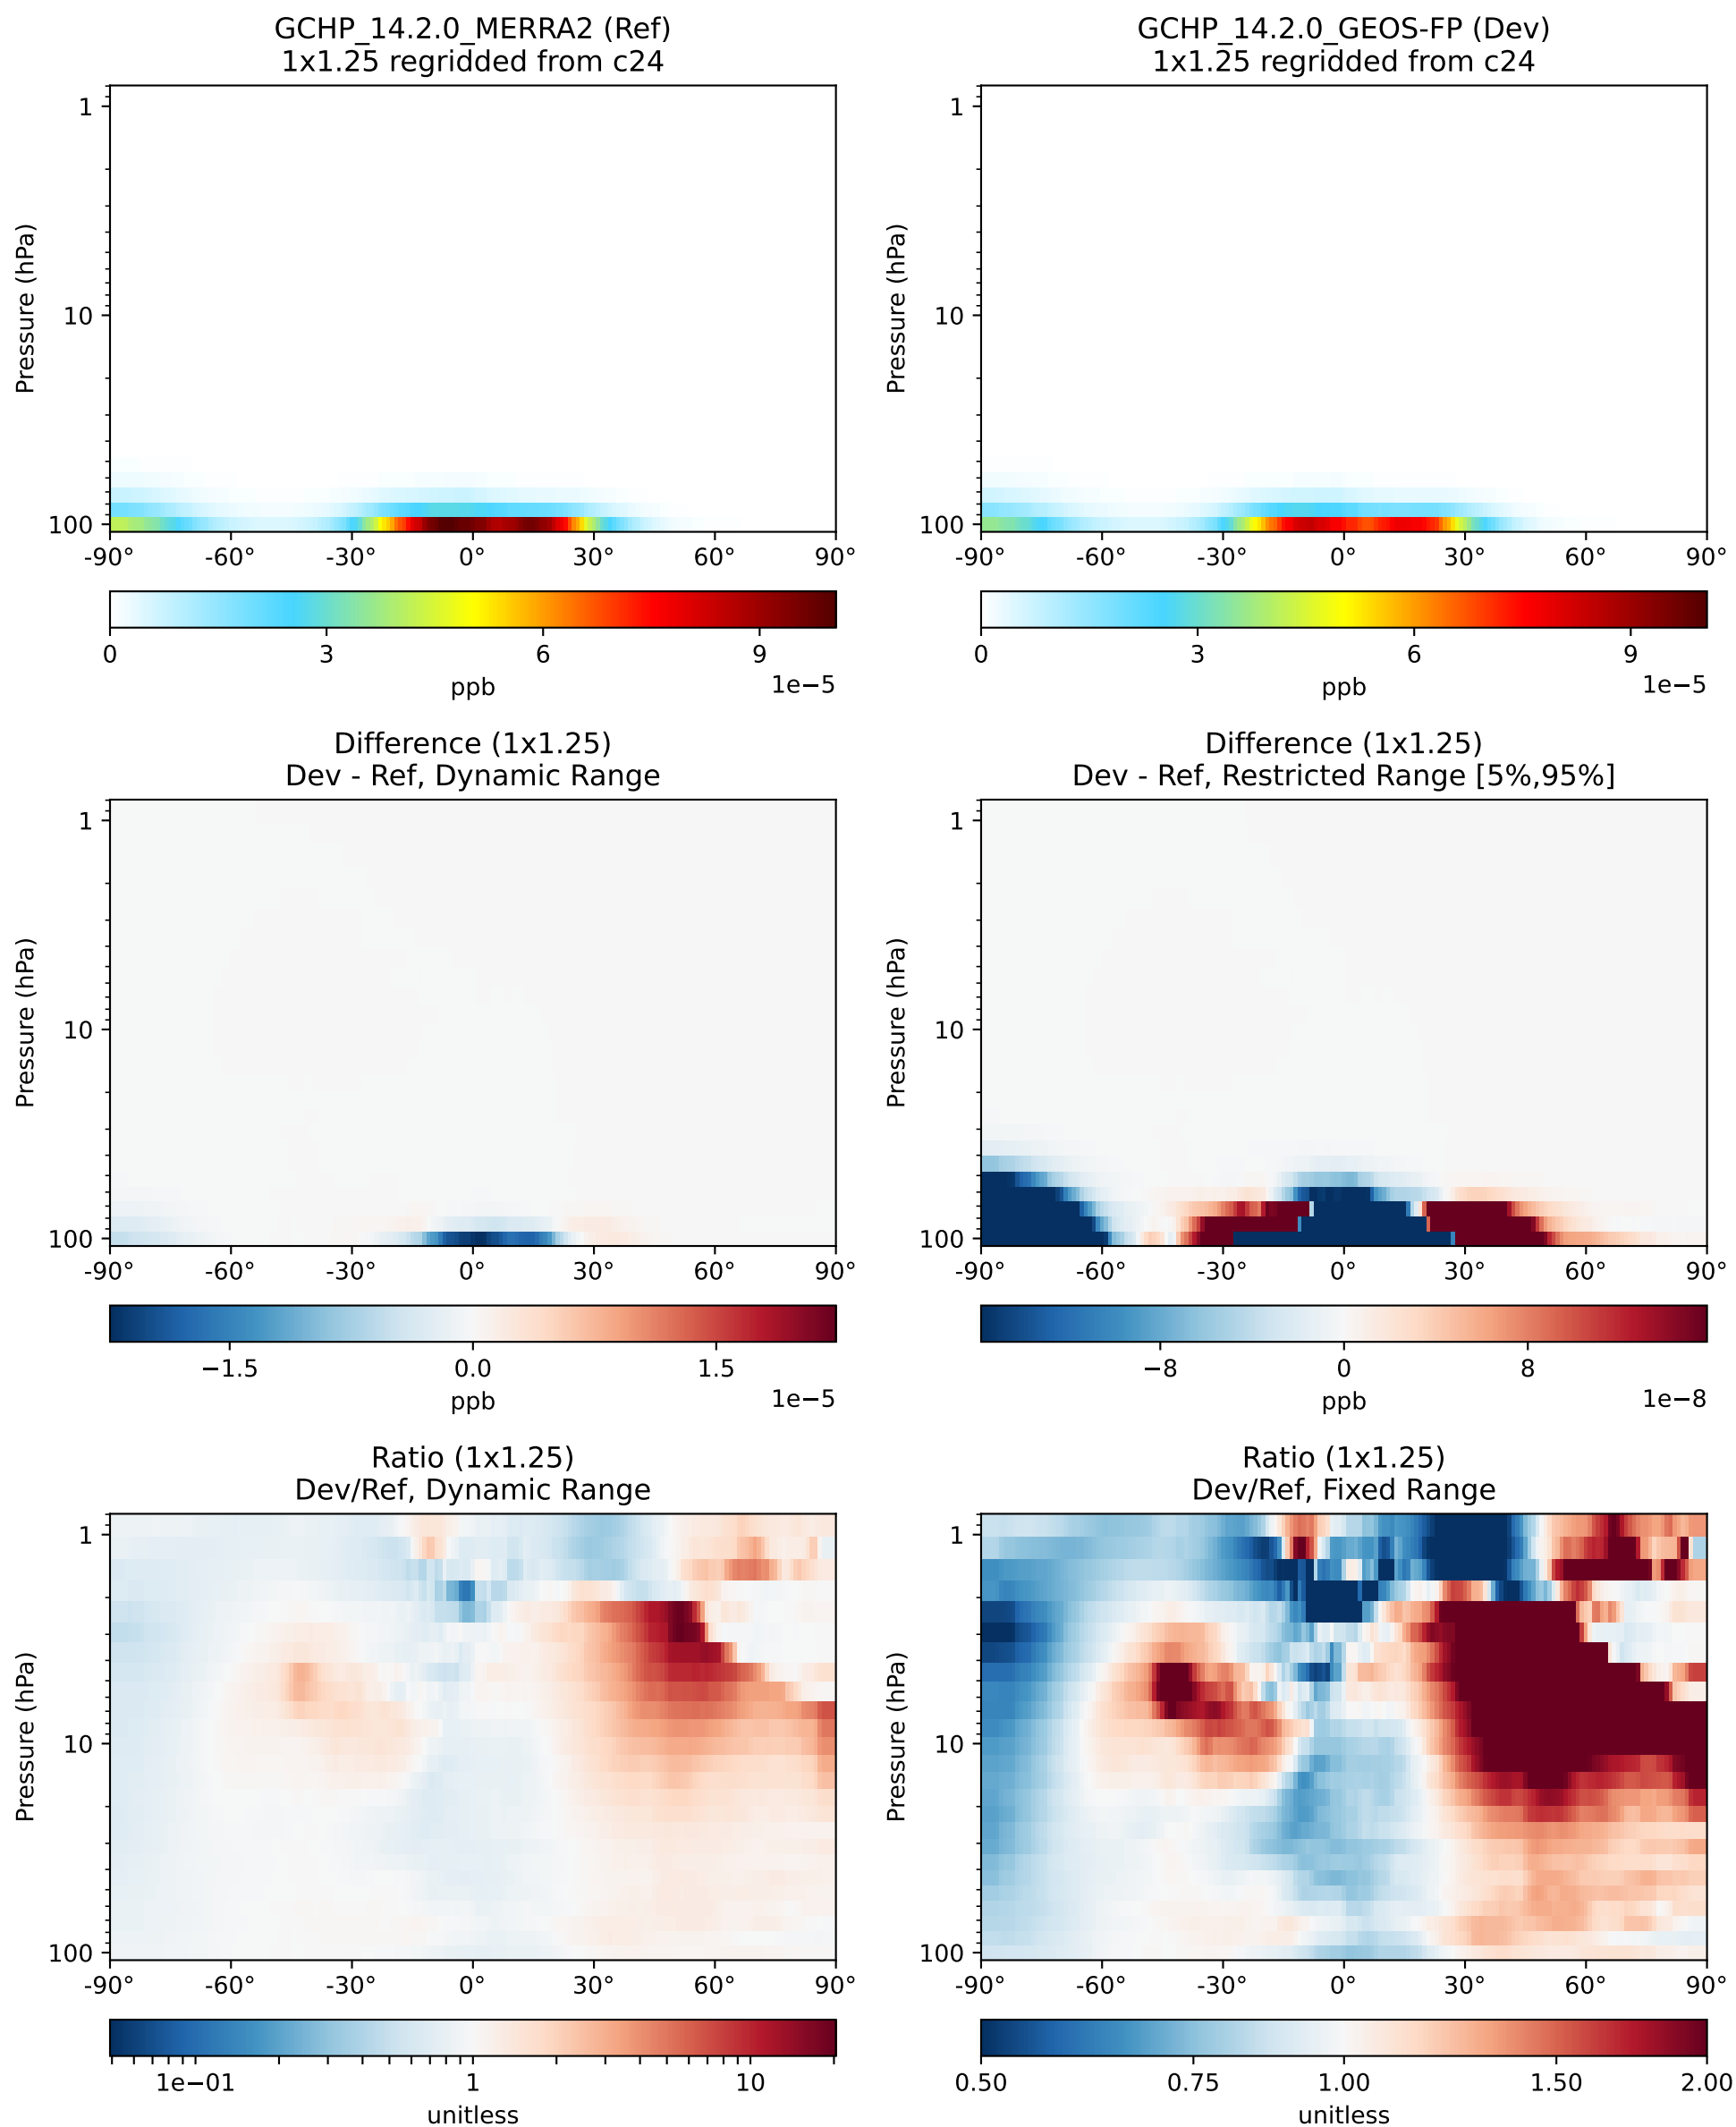 GCHP_14.2.0_MERRA2 (Ref)
1x1.25 regridded from c24
Pressure (hPa)
1
10
100
-90° -60° -30° 0° 30° 60° 90°
0 3 6 9
1e−5
ppb
GCHP_14.2.0_GEOS-FP (Dev)
1x1.25 regridded from c24
Pressure (hPa)
1
10
100
-90° -60° -30° 0° 30° 60° 90°
0 3 6 9
1e−5
ppb
Difference (1x1.25)
Dev - Ref, Dynamic Range
Pressure (hPa)
1
10
100
-90° -60° -30° 0° 30° 60° 90°
−1.5 0.0 1.5
1e−5
ppb
Difference (1x1.25)
Dev - Ref, Restricted Range [5%,95%]
Pressure (hPa)
1
10
100
-90° -60° -30° 0° 30° 60° 90°
−8 0 8
1e−8
ppb
Ratio (1x1.25)
Dev/Ref, Dynamic Range
Pressure (hPa)
1
10
100
-90° -60° -30° 0° 30° 60° 90°
1e−01 1 10
unitless
Ratio (1x1.25)
Dev/Ref, Fixed Range
Pressure (hPa)
1
10
100
-90° -60° -30° 0° 30° 60° 90°
0.50 0.75 1.00 1.50 2.00
unitless